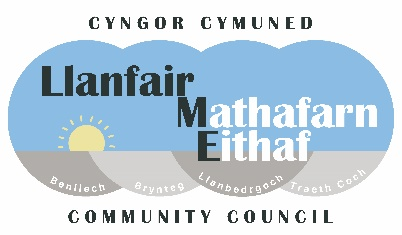 CYNGOR CYMUNED
Llanfair
Mathafarn
Eithaf
Benllech
Brynteg
Llanbedrgoch
Traeth Coch
COMMUNITY COUNCIL